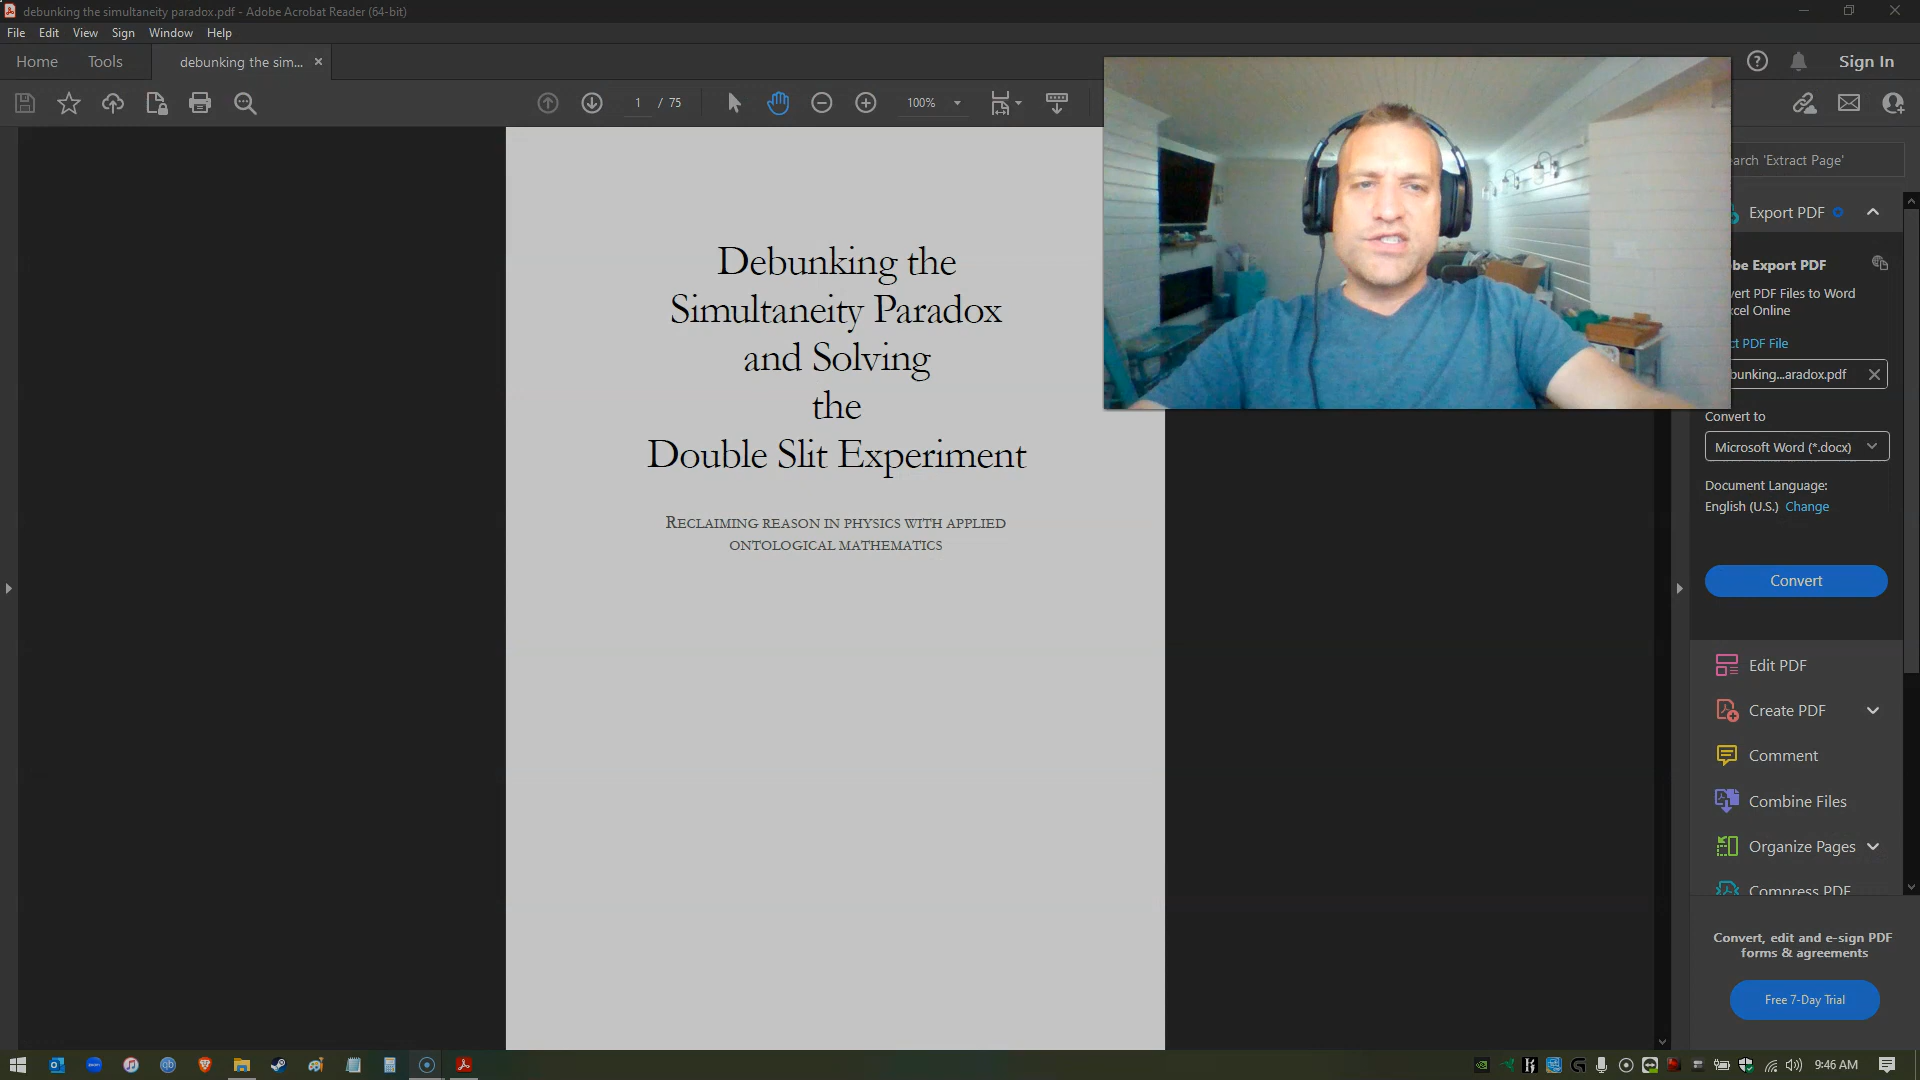 debunking the simultaneity paradox.pdf - Adobe Acrobat Reader (64-bit)
File Edit View Sign Window Help
Home Tools debunking the sim... Sign In
1 / 75 100%
earch 'Extract Page'
Debunking the
Simultaneity Paradox
and Solving
the
Double Slit Experiment
RECLAIMING REASON IN PHYSICS WITH APPLIED
ONTOLOGICAL MATHEMATICS
Export PDF
be Export PDF
vert PDF Files to Word
xcel Online
ct PDF File
bunking...aradox.pdf
Convert to
Microsoft Word (*.docx)
Document Language:
English (U.S.) Change
Convert
Edit PDF
Create PDF
Comment
Combine Files
Organize Pages
Compress PDF
Convert, edit and e-sign PDF
forms & agreements
Free 7-Day Trial
9:46 AM